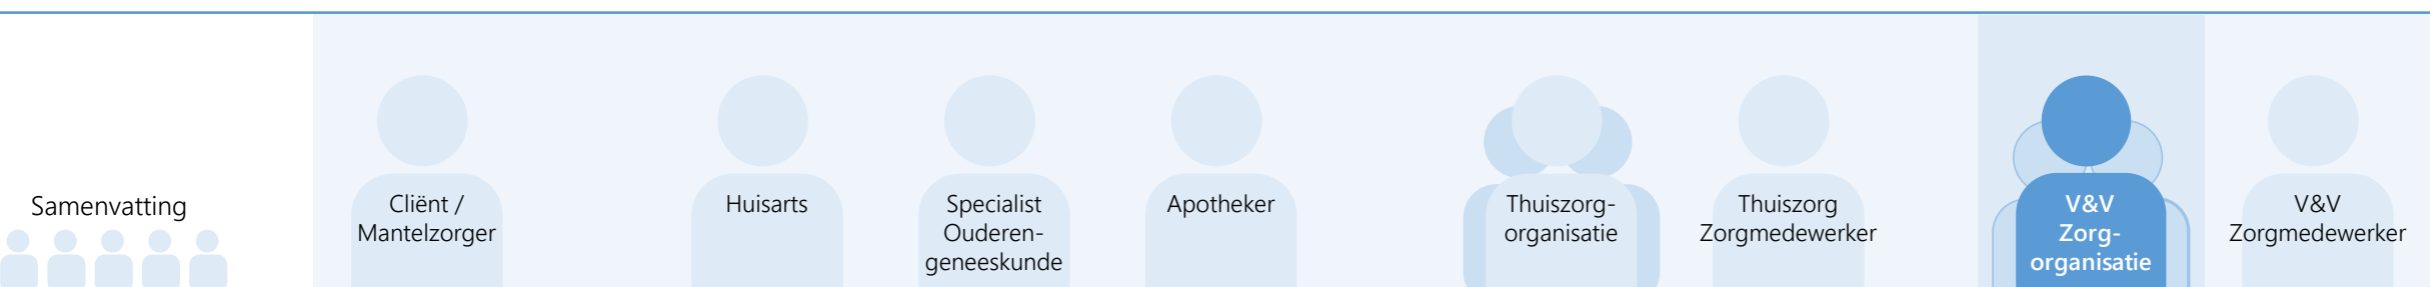 Samenvatting
Cliënt /
Mantelzorger
Huisarts
Specialist
Ouderen-
geneeskunde
Apotheker
Thuiszorg-
organisatie
Thuiszorg
Zorgmedewerker
V&V
Zorg-
organisatie
V&V
Zorgmedewerker